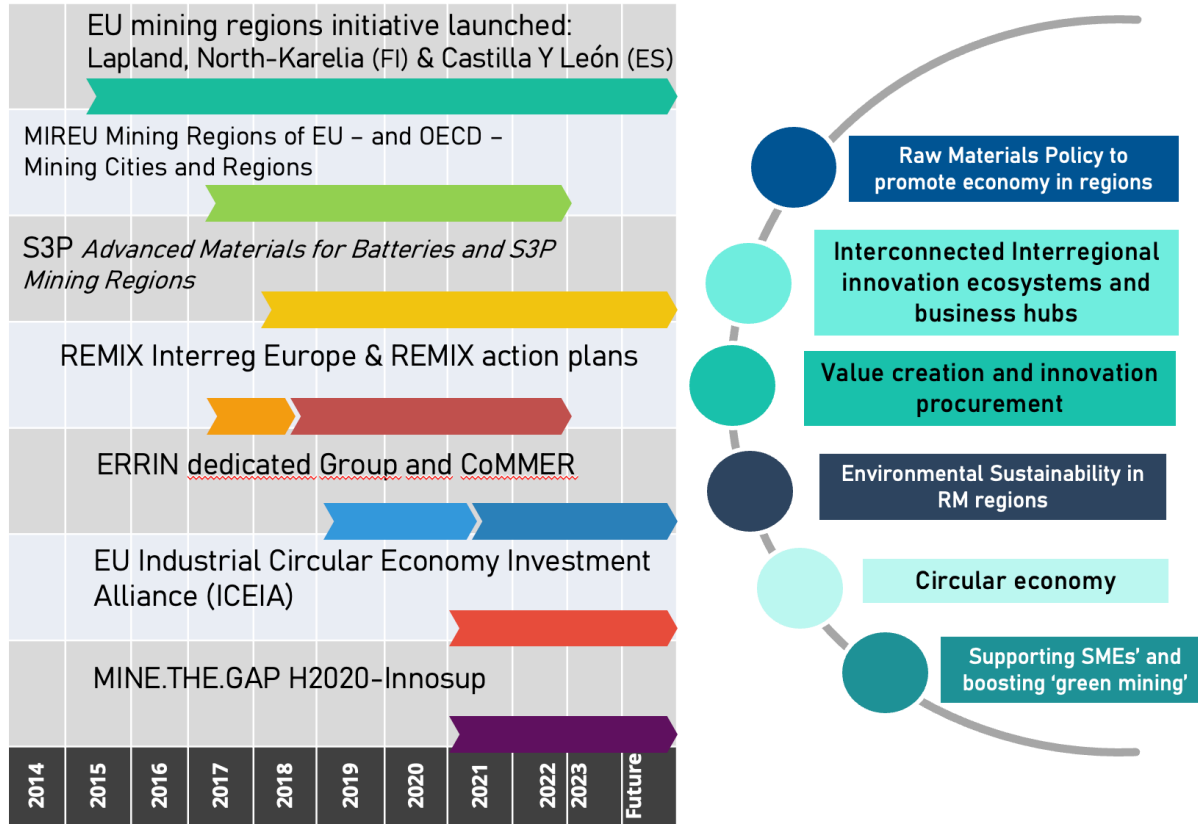 EU mining regions initiative launched:
Lapland, North-Karelia (FI) & Castilla Y León (ES)
MIREU Mining Regions of EU – and OECD –
Mining Cities and Regions
S3P Advanced Materials for Batteries and S3P
Mining Regions
REMIX Interreg Europe & REMIX action plans
ERRIN dedicated Group and CoMMER
EU Industrial Circular Economy Investment
Alliance (ICEIA)
MINE.THE.GAP H2020-Innosup
2014
2015
2016
2017
2018
2019
2020
2021
2022
2023
Future
Raw Materials Policy to
promote economy in regions
Interconnected Interregional
innovation ecosystems and
business hubs
Value creation and innovation
procurement
Environmental Sustainability in
RM regions
Circular economy
Supporting SMEs’ and
boosting ‘green mining’